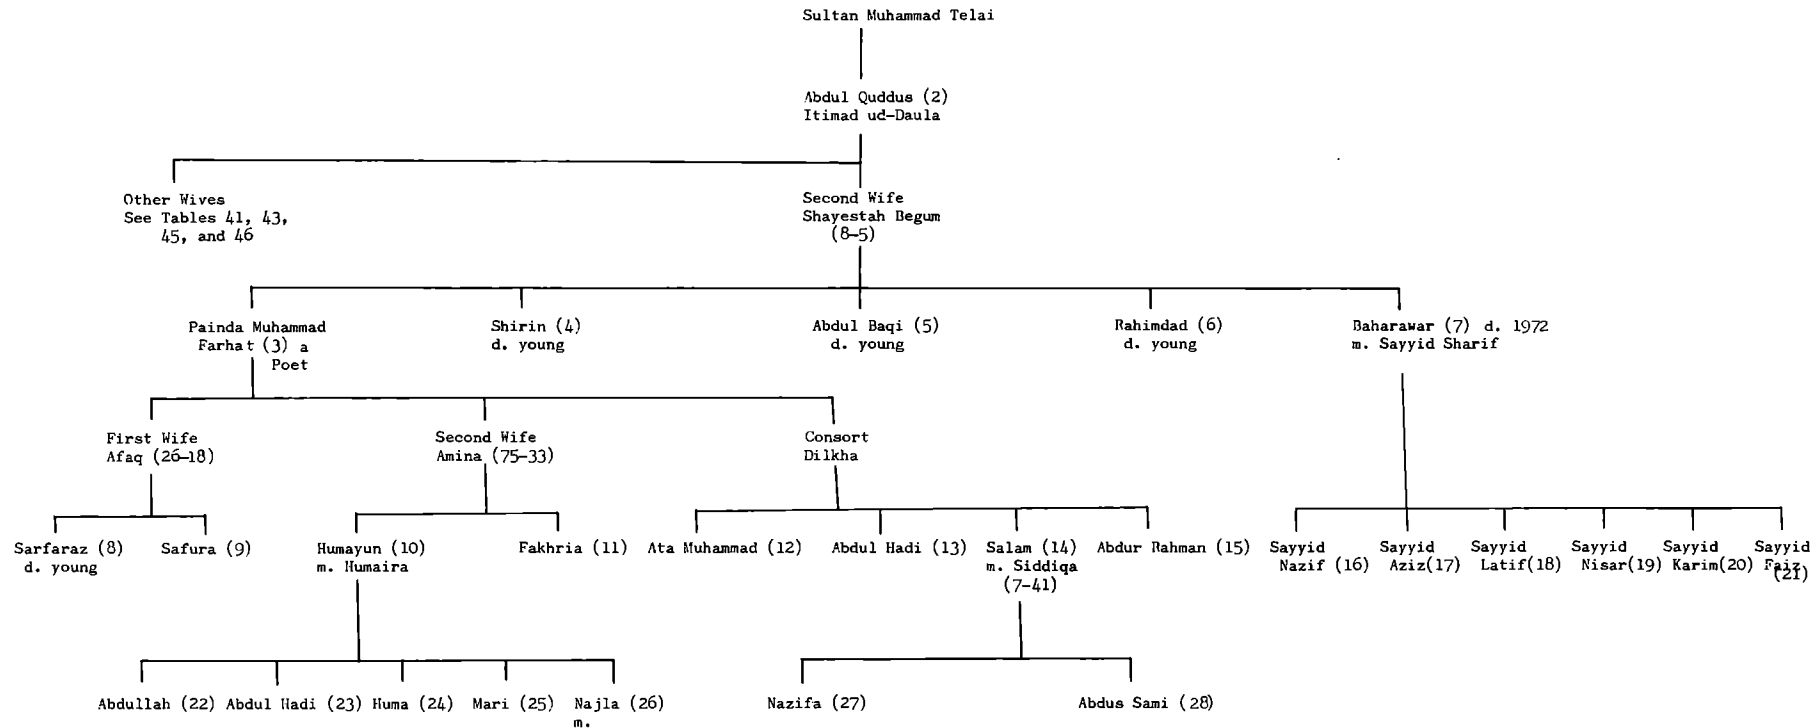 Sultan Muhammad Telai
Abdul Quddus (2)
Itimad ud-Daula
Other Wives
See Tables 41, 43,
45, and 46
Second Wife
Shayestah Begum
(8-5)
Painda Muhammad
Farhat (3) a
Poet
Shirin (4)
d. young
Abdul Baqi (5)
d. young
Rahimdad (6)
d. young
Baharawar (7) d. 1972
m. Sayyid Sharif
First Wife
Afaq (26-18)
Second Wife
Amina (75-33)
Consort
Dilkha
Sarfaraz (8)
d. young
Safura (9)
Humayun (10)
m. Humaira
Fakhria (11)
Ata Muhammad (12)
Abdul Hadi (13)
Salam (14)
m. Siddiqa
(7-41)
Abdur Rahman (15)
Sayyid
Nazif (16)
Sayyid
Aziz(17)
Sayyid
Latif(18)
Sayyid
Nisar(19)
Sayyid
Karim(20)
Sayyid
Faiz
(21)
Abdullah (22)
Abdul Hadi (23)
Huma (24)
Mari (25)
Najla (26)
m.
Nazifa (27)
Abdus Sami (28)